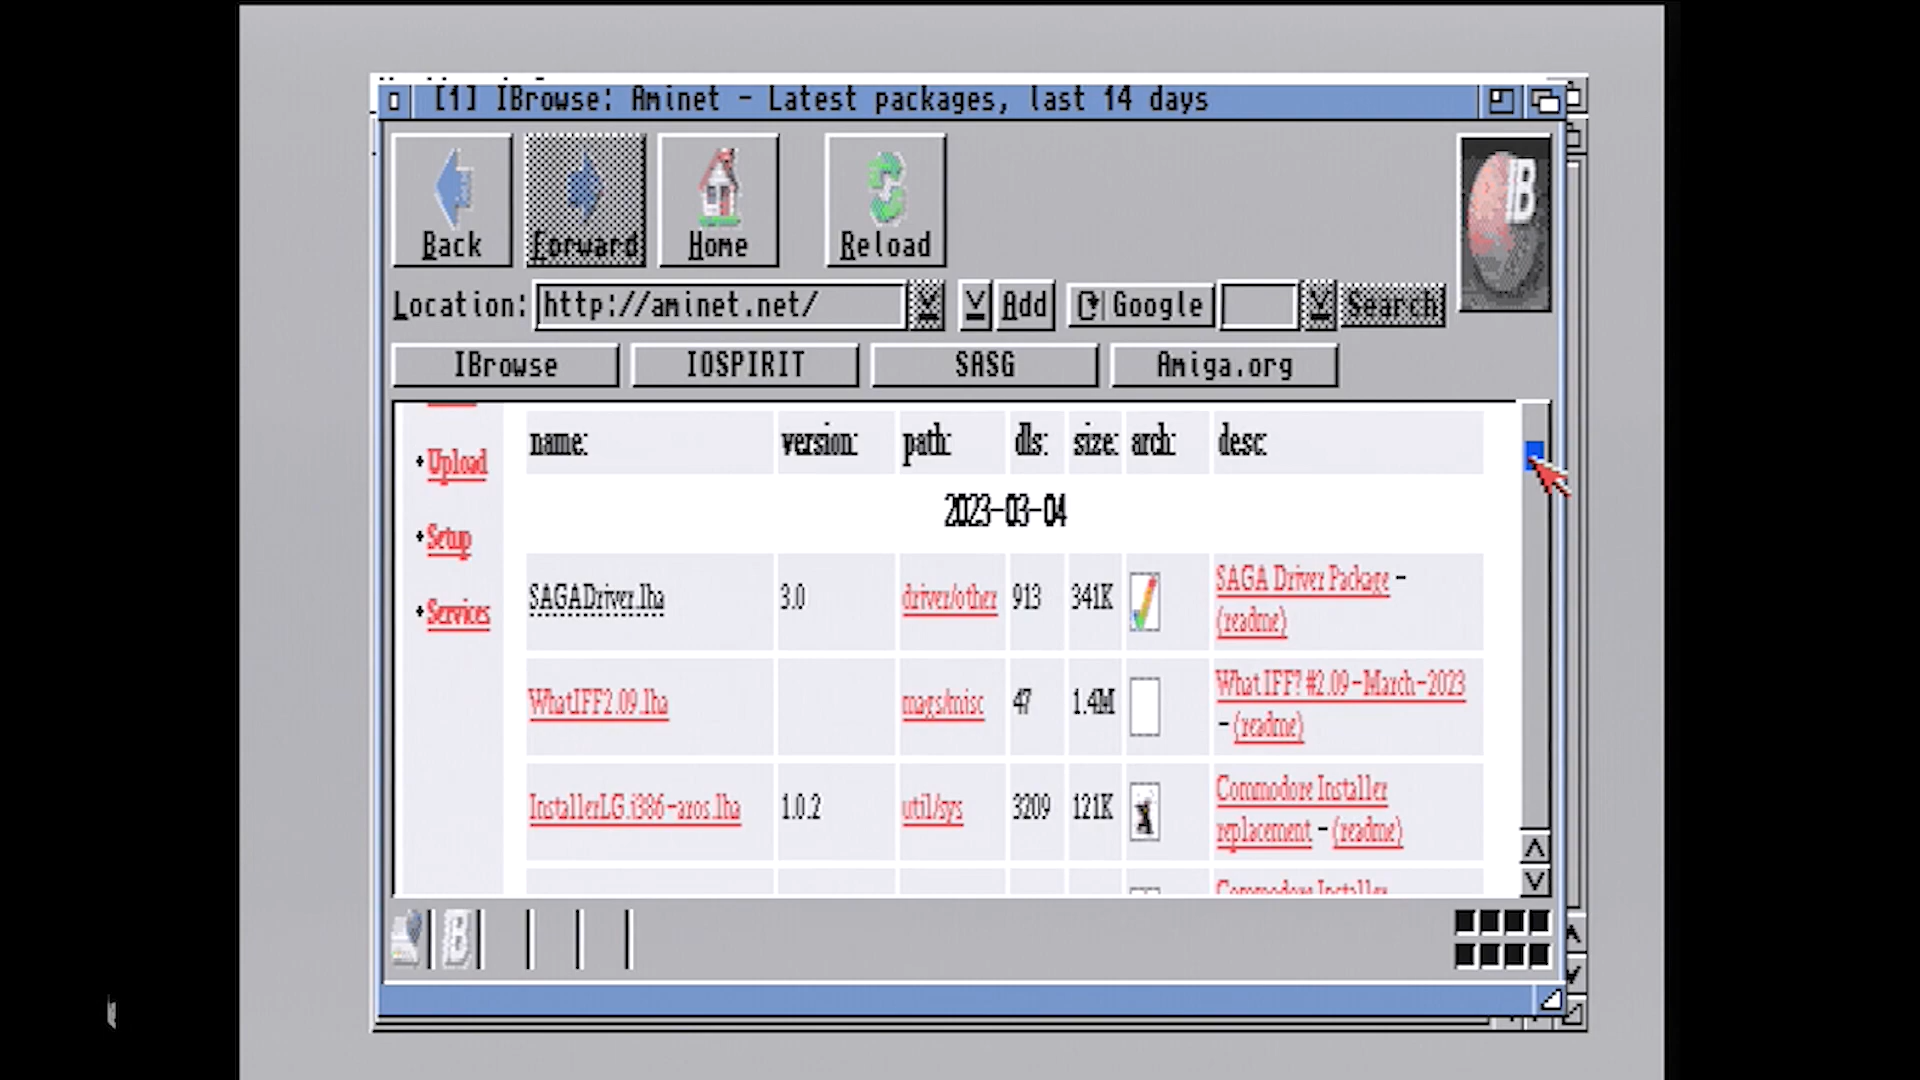 [1] IBrowse: Aminet - Latest packages, last 14 days
Back Forward Home Reload
B
Location: http://aminet.net/ Add G|Google Search
IBrowse IOSPIRIT SASG Amiga.org
name: version: path: dls: size: arch: desc:
• Upload
2023-03-04
• Setup
SAGADriver.lha 3.0 driver/other 913 341K SAGA Driver Package -
(readme)
• Services
WhatIFF2.09.lha mags/misc 47 1.4M WhatIFF? #2.09-March-2023
- (readme)
InstallerLG.i386-aros.lha 1.0.2 util/sys 3209 121K Commodore Installer
replacement - (readme)
Commodore Installer
B